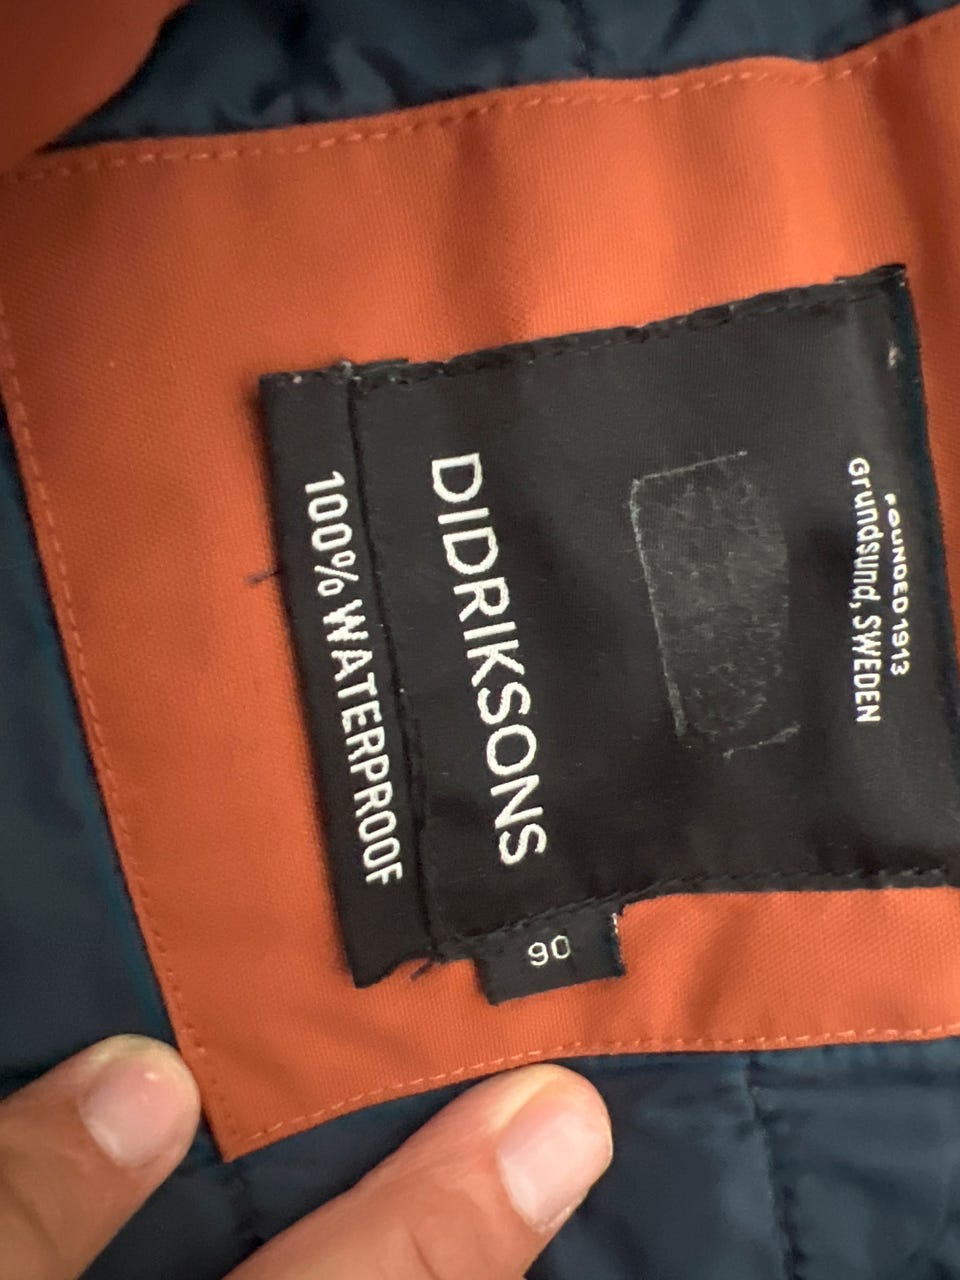 FOUNDED 1913
Grundsund, SWEDEN
DIDRIKSONS
100% WATERPROOF
90